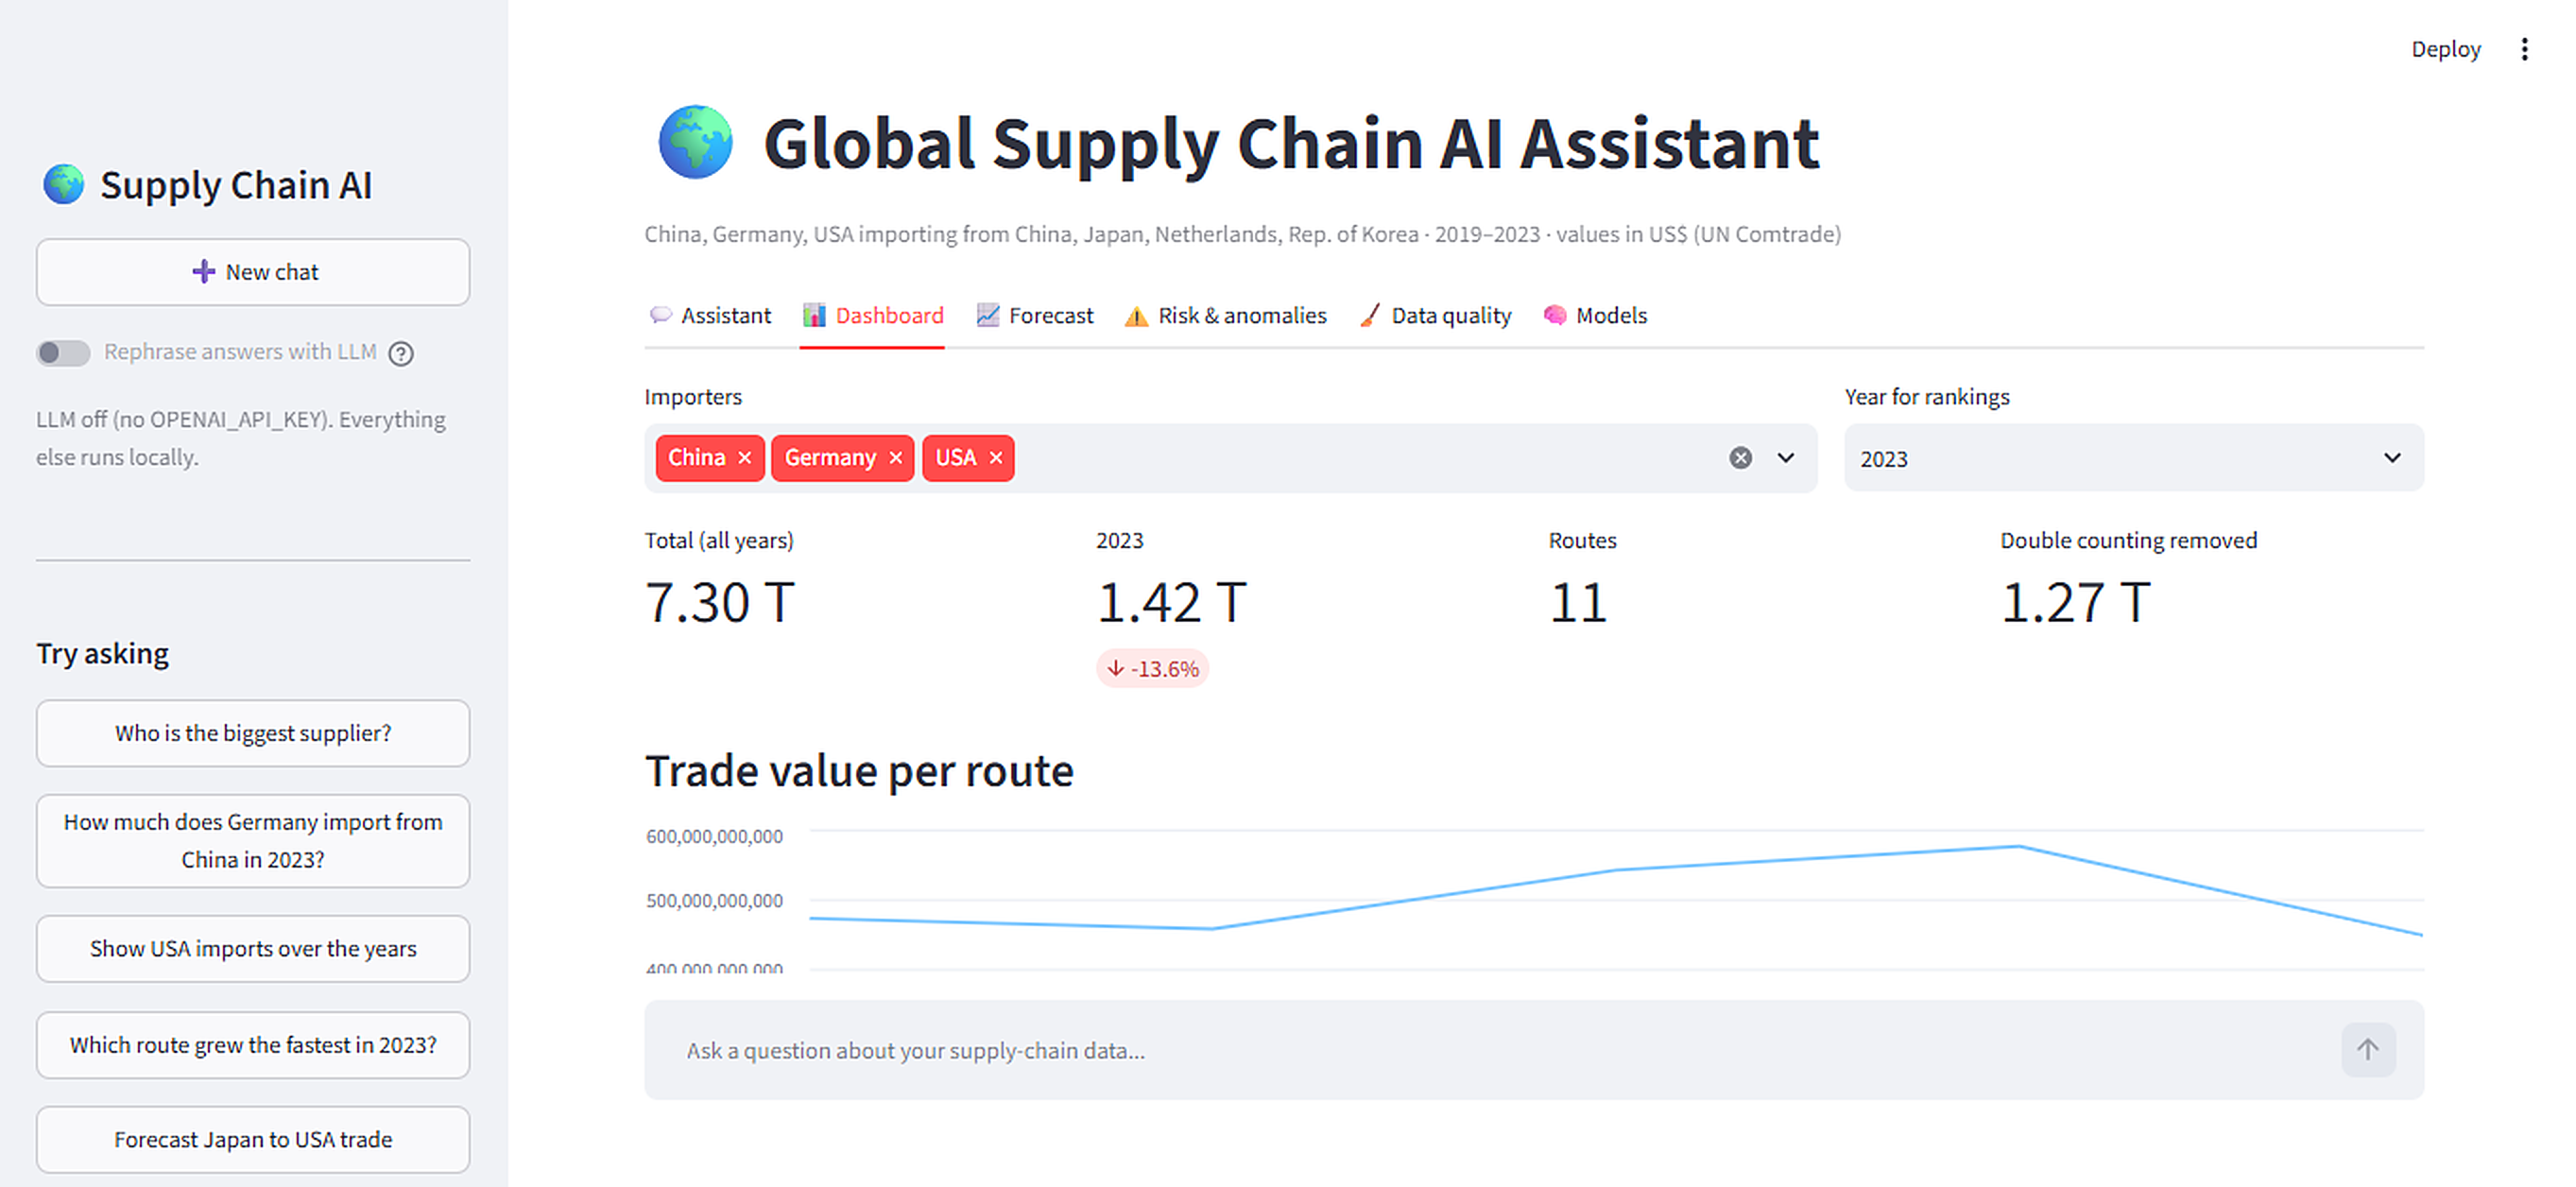 Deploy
Supply Chain AI
New chat
Rephrase answers with LLM
LLM off (no OPENAI_API_KEY). Everything
else runs locally.
Try asking
Who is the biggest supplier?
How much does Germany import from
China in 2023?
Show USA imports over the years
Which route grew the fastest in 2023?
Forecast Japan to USA trade
Global Supply Chain AI Assistant
China, Germany, USA importing from China, Japan, Netherlands, Rep. of Korea · 2019–2023 · values in US$ (UN Comtrade)
Assistant Dashboard Forecast Risk & anomalies Data quality Models
Importers
China × Germany × USA ×
Year for rankings
2023
Total (all years)
7.30 T
2023
1.42 T
↓ -13.6%
Routes
11
Double counting removed
1.27 T
Trade value per route
600,000,000,000
500,000,000,000
400,000,000,000
Ask a question about your supply-chain data...